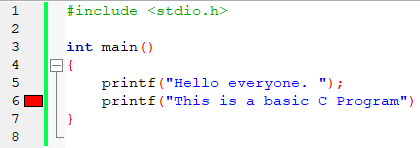 1 #include <stdio.h>
2
3 int main()
4 {
5 printf("Hello everyone. ");
6 printf("This is a basic C Program")
7 }
8